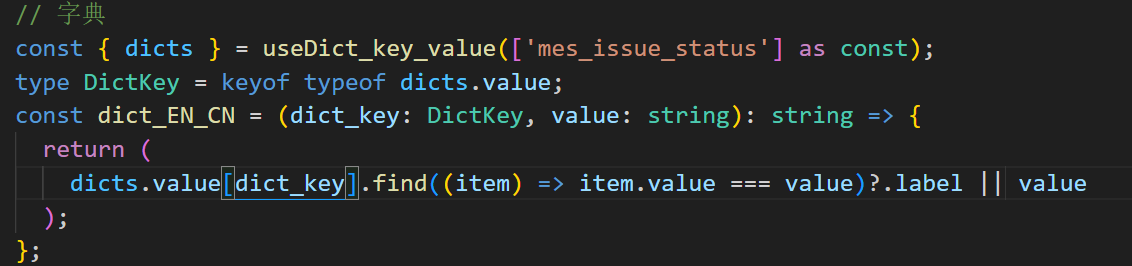 // 字典
const { dicts } = useDict_key_value(['mes_issue_status'] as const);
type DictKey = keyof typeof dicts.value;
const dict_EN_CN = (dict_key: DictKey, value: string): string => {
  return (
    dicts.value[dict_key].find((item) => item.value === value)?.label || value
  );
};